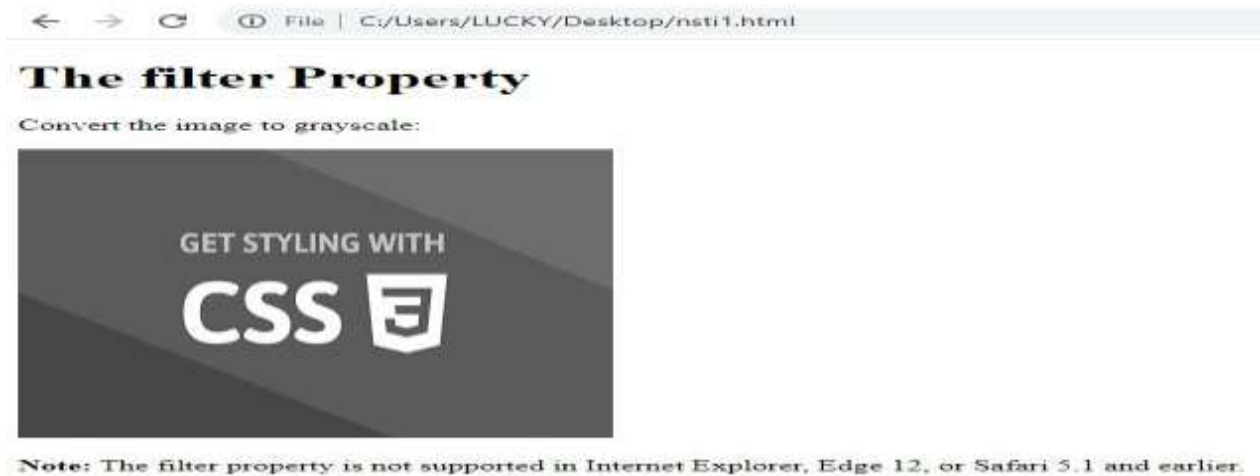 File | C:/Users/LUCKY/Desktop/nsti1.html
The filter Property
Convert the image to grayscale:
GET STYLING WITH
CSS 3
Note: The filter property is not supported in Internet Explorer, Edge 12, or Safari 5.1 and earlier.